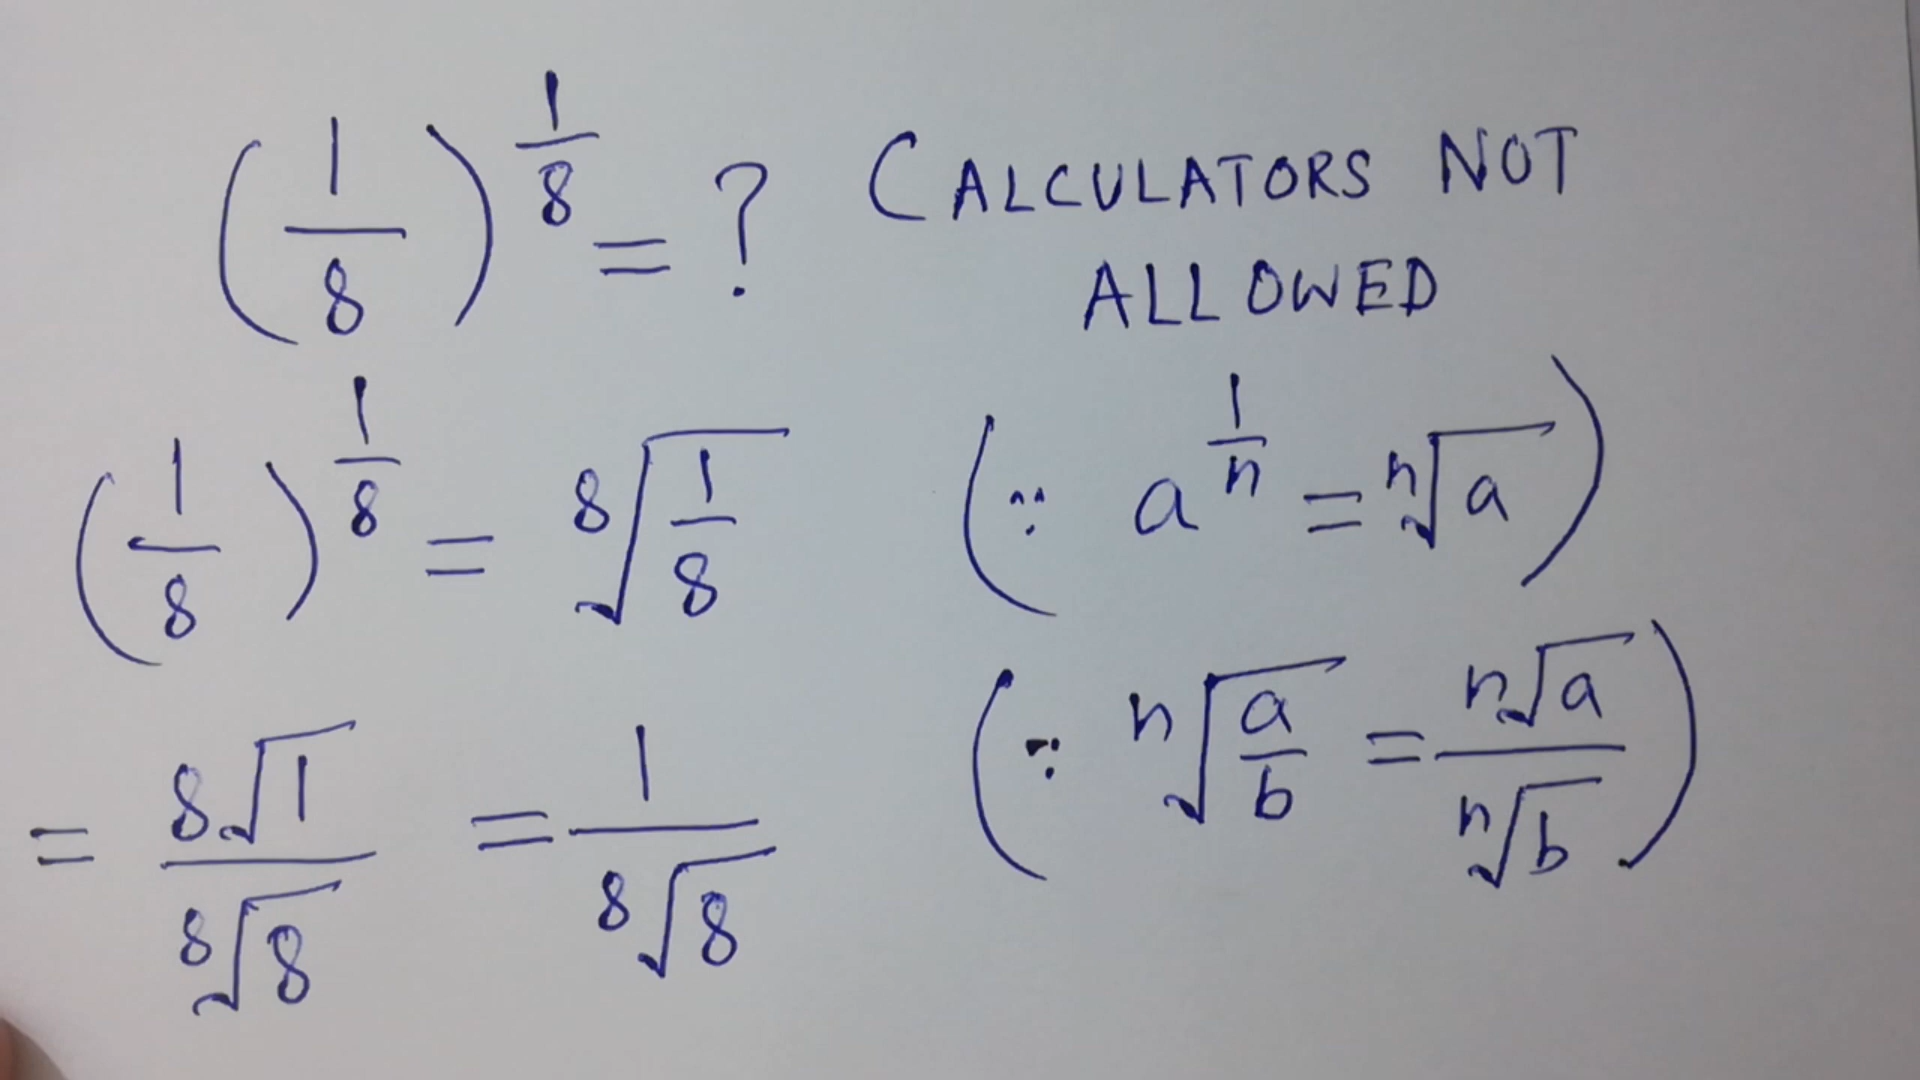 (1/8)^(1/8) = ? CALCULATORS NOT
ALLOWED
(1/8)^(1/8) = ⁸√(1/8) (∵ a^(1/n) = ⁿ√a)
= ⁸√1/⁸√8 = 1/⁸√8 (∵ ⁿ√(a/b) = ⁿ√a/ⁿ√b)